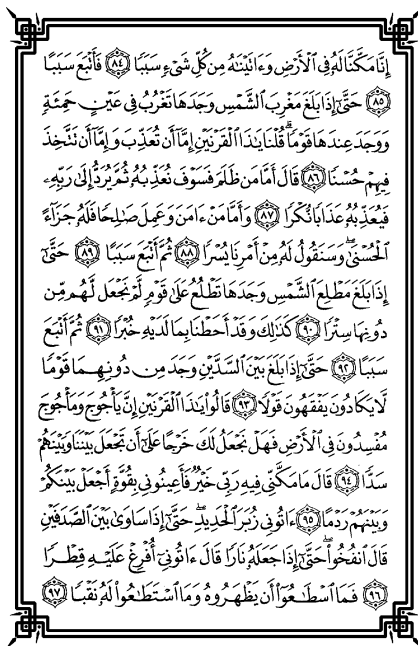 إِنَّا مَكَّنَّا لَهُۥ فِى ٱلْأَرْضِ وَءَاتَيْنَٰهُ مِن كُلِّ شَىْءٍ سَبَبًا ٨٤ فَأَتْبَعَ سَبَبًا
٨٥ حَتَّىٰٓ إِذَا بَلَغَ مَغْرِبَ ٱلشَّمْسِ وَجَدَهَا تَغْرُبُ فِى عَيْنٍ حَمِئَةٍ
وَوَجَدَ عِندَهَا قَوْمًا ۗ قُلْنَا يَٰذَا ٱلْقَرْنَيْنِ إِمَّآ أَن تُعَذِّبَ وَإِمَّآ أَن تَتَّخِذَ
فِيهِمْ حُسْنًا ٨٦ قَالَ أَمَّا مَن ظَلَمَ فَسَوْفَ نُعَذِّبُهُۥ ثُمَّ يُرَدُّ إِلَىٰ رَبِّهِۦ
فَيُعَذِّبُهُۥ عَذَابًا نُّكْرًا ٨٧ وَأَمَّا مَنْ ءَامَنَ وَعَمِلَ صَٰلِحًا فَلَهُۥ جَزَآءً
ٱلْحُسْنَىٰ ۖ وَسَنَقُولُ لَهُۥ مِنْ أَمْرِنَا يُسْرًا ٨٨ ثُمَّ أَتْبَعَ سَبَبًا ٨٩ حَتَّىٰٓ
إِذَا بَلَغَ مَطْلِعَ ٱلشَّمْسِ وَجَدَهَا تَطْلُعُ عَلَىٰ قَوْمٍ لَّمْ نَجْعَل لَّهُم مِّن
دُونِهَا سِتْرًا ٩٠ كَذَٰلِكَ وَقَدْ أَحَطْنَا بِمَا لَدَيْهِ خُبْرًا ٩١ ثُمَّ أَتْبَعَ
سَبَبًا ٩٢ حَتَّىٰٓ إِذَا بَلَغَ بَيْنَ ٱلسَّدَّيْنِ وَجَدَ مِن دُونِهِمَا قَوْمًا
لَّا يَكَادُونَ يَفْقَهُونَ قَوْلًا ٩٣ قَالُوا۟ يَٰذَا ٱلْقَرْنَيْنِ إِنَّ يَأْجُوجَ وَمَأْجُوجَ
مُفْسِدُونَ فِى ٱلْأَرْضِ فَهَلْ نَجْعَلُ لَكَ خَرْجًا عَلَىٰٓ أَن تَجْعَلَ بَيْنَنَا وَبَيْنَهُمْ
سَدًّا ٩٤ قَالَ مَا مَكَّنِّى فِيهِ رَبِّى خَيْرٌ فَأَعِينُونِى بِقُوَّةٍ أَجْعَلْ بَيْنَكُمْ
وَبَيْنَهُمْ رَدْمًا ٩٥ ءَاتُونِى زُبَرَ ٱلْحَدِيدِ ۖ حَتَّىٰٓ إِذَا سَاوَىٰ بَيْنَ ٱلصَّدَفَيْنِ
قَالَ ٱنفُخُوا۟ ۖ حَتَّىٰٓ إِذَا جَعَلَهُۥ نَارًا قَالَ ءَاتُونِىٓ أُفْرِغْ عَلَيْهِ قِطْرًا
٩٦ فَمَا ٱسْطَٰعُوٓا۟ أَن يَظْهَرُوهُ وَمَا ٱسْتَطَٰعُوا۟ لَهُۥ نَقْبًا ٩٧